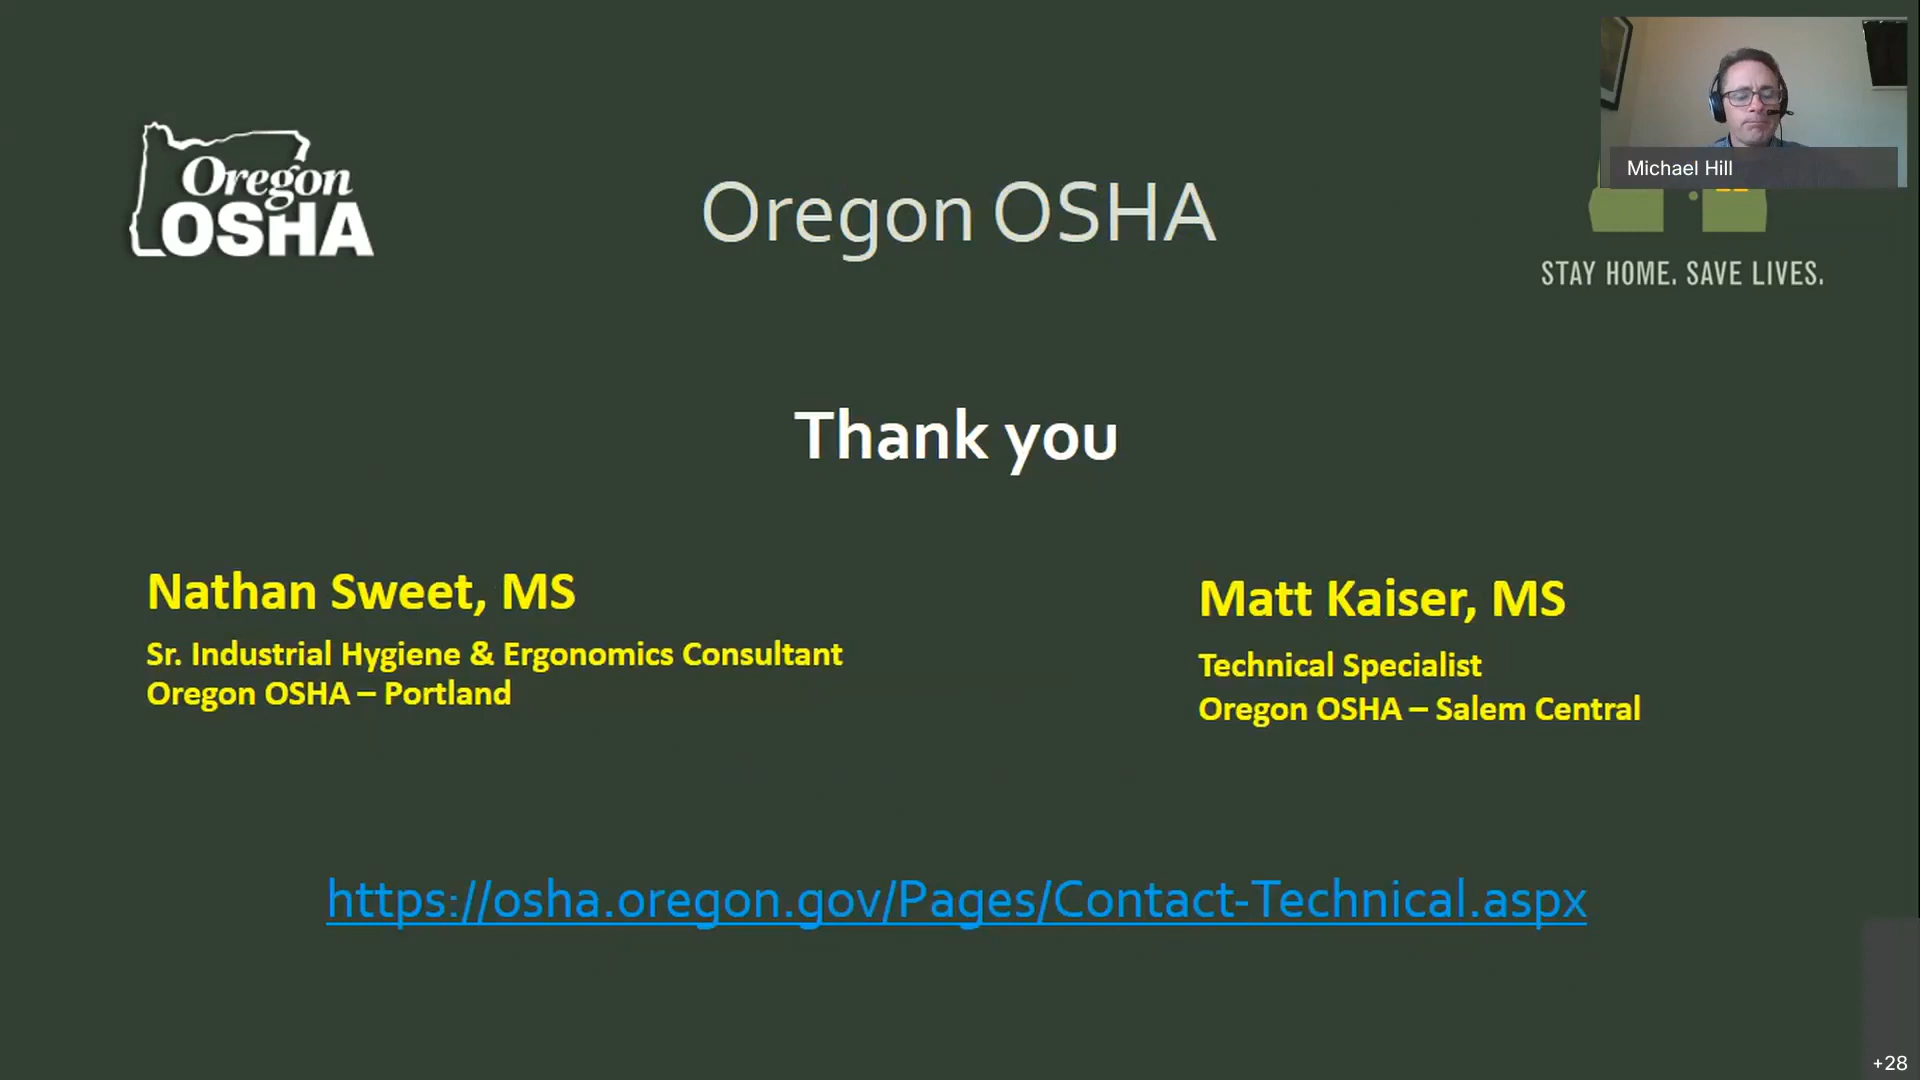 Oregon
OSHA
Oregon OSHA
Michael Hill
STAY HOME. SAVE LIVES.
Thank you
Nathan Sweet, MS
Sr. Industrial Hygiene & Ergonomics Consultant
Oregon OSHA – Portland
Matt Kaiser, MS
Technical Specialist
Oregon OSHA – Salem Central
https://osha.oregon.gov/Pages/Contact-Technical.aspx
+28